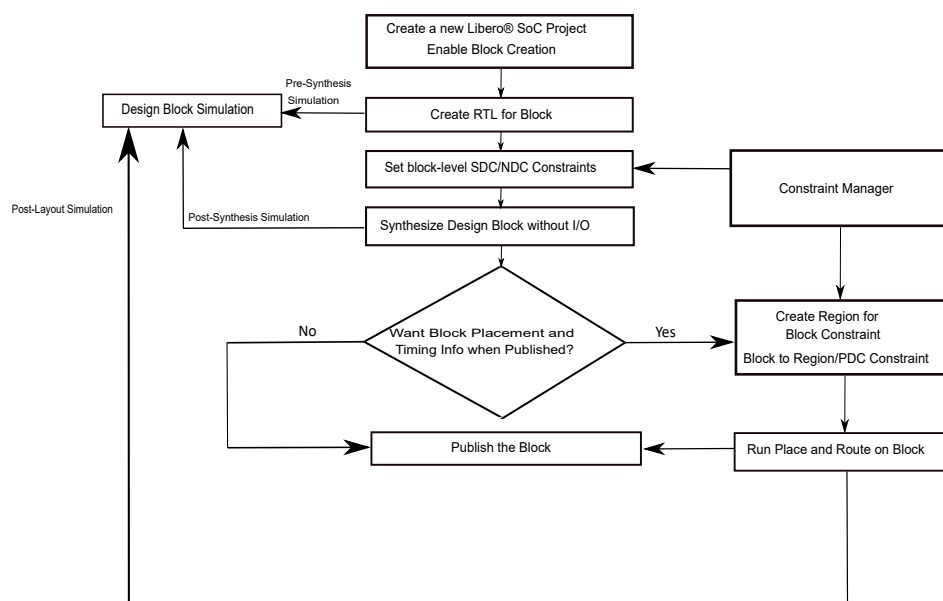 Create a new Libero® SoC Project
Enable Block Creation
Pre-Synthesis
Simulation
Design Block Simulation
Create RTL for Block
Set block-level SDC/NDC Constraints
Constraint Manager
Post-Layout Simulation
Post-Synthesis Simulation
Synthesize Design Block without I/O
No
Want Block Placement and
Timing Info when Published?
Yes
Create Region for
Block Constraint
Block to Region/PDC Constraint
Publish the Block
Run Place and Route on Block